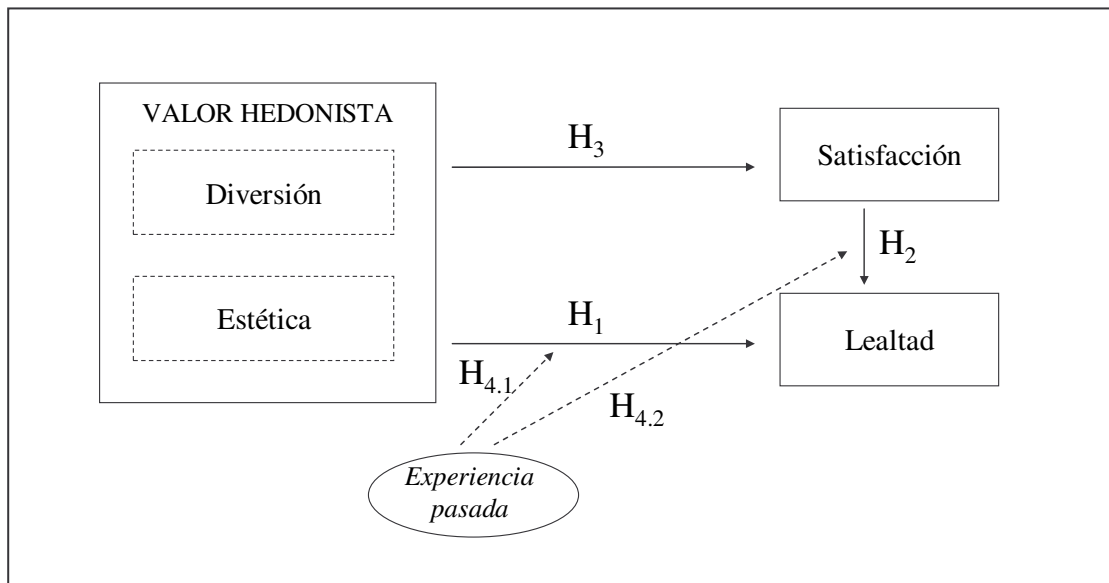 VALOR HEDONISTA
Diversión
Estética
H3
Satisfacción
H2
H1
Lealtad
H4.1
H4.2
Experiencia
pasada